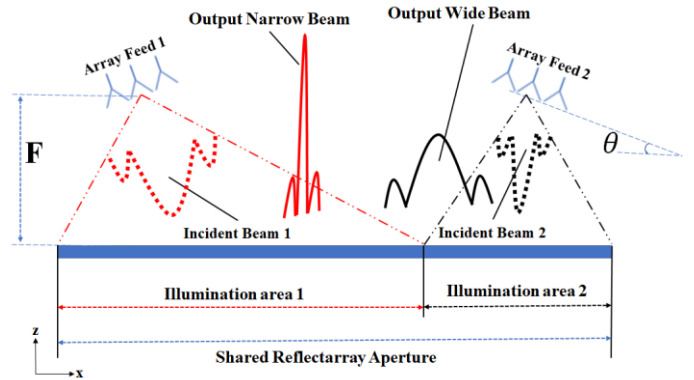 Output Narrow Beam
Output Wide Beam
Array Feed 1
Array Feed 2
F
θ
Incident Beam 1
Incident Beam 2
Illumination area 1
Illumination area 2
z
x
Shared Reflectarray Aperture